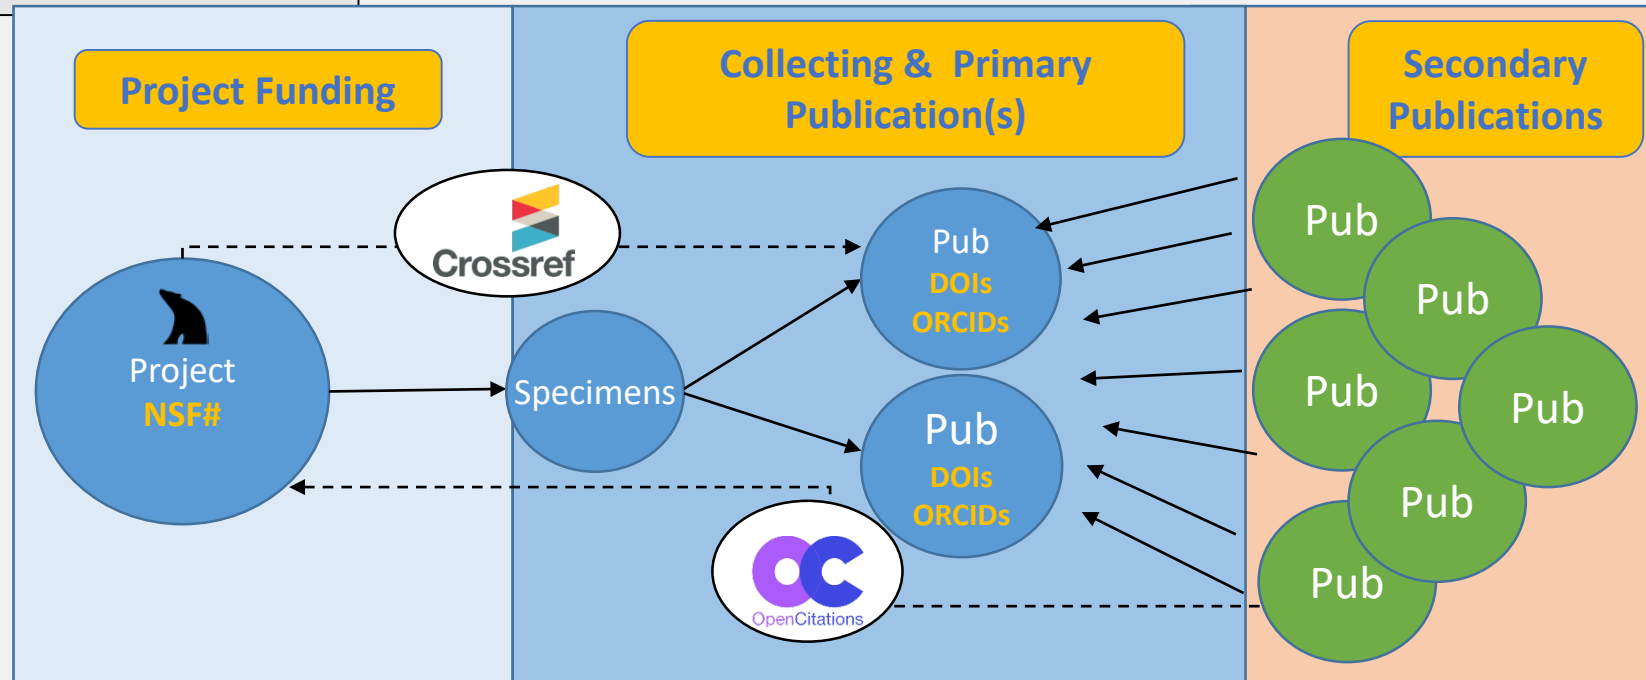 Project Funding
Collecting & Primary
Publication(s)
Secondary
Publications
Crossref
Project
NSF#
Specimens
Pub
DOIs
ORCIDs
Pub
DOIs
ORCIDs
OpenCitations
Pub
Pub
Pub
Pub
Pub
Pub